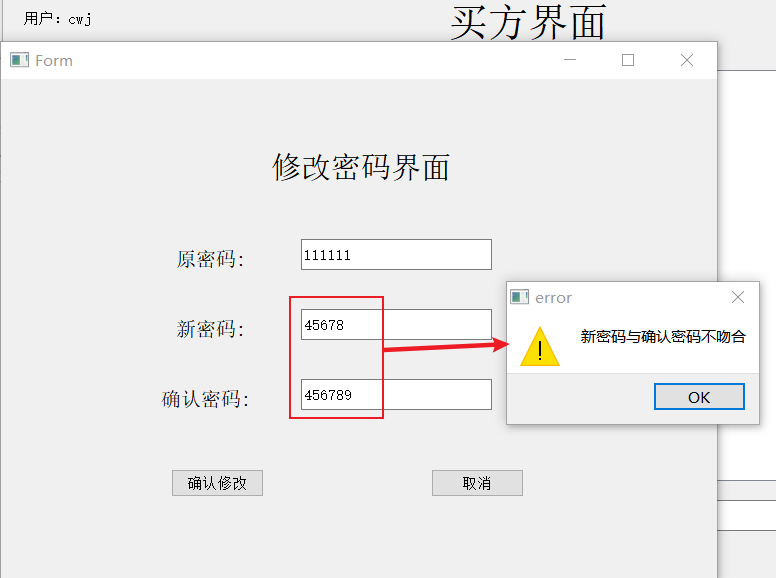 用户：cwj
买方界面
Form
修改密码界面
原密码：
111111
新密码：
45678
确认密码：
456789
确认修改
取消
error
新密码与确认密码不吻合
OK